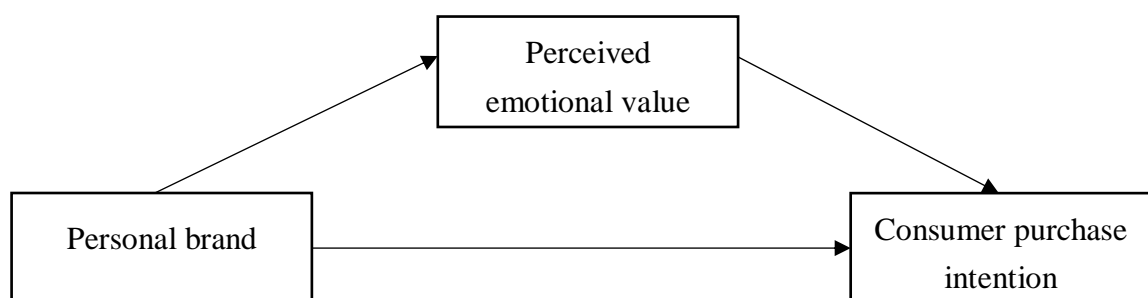 Perceived
emotional value
Personal brand
Consumer purchase
intention